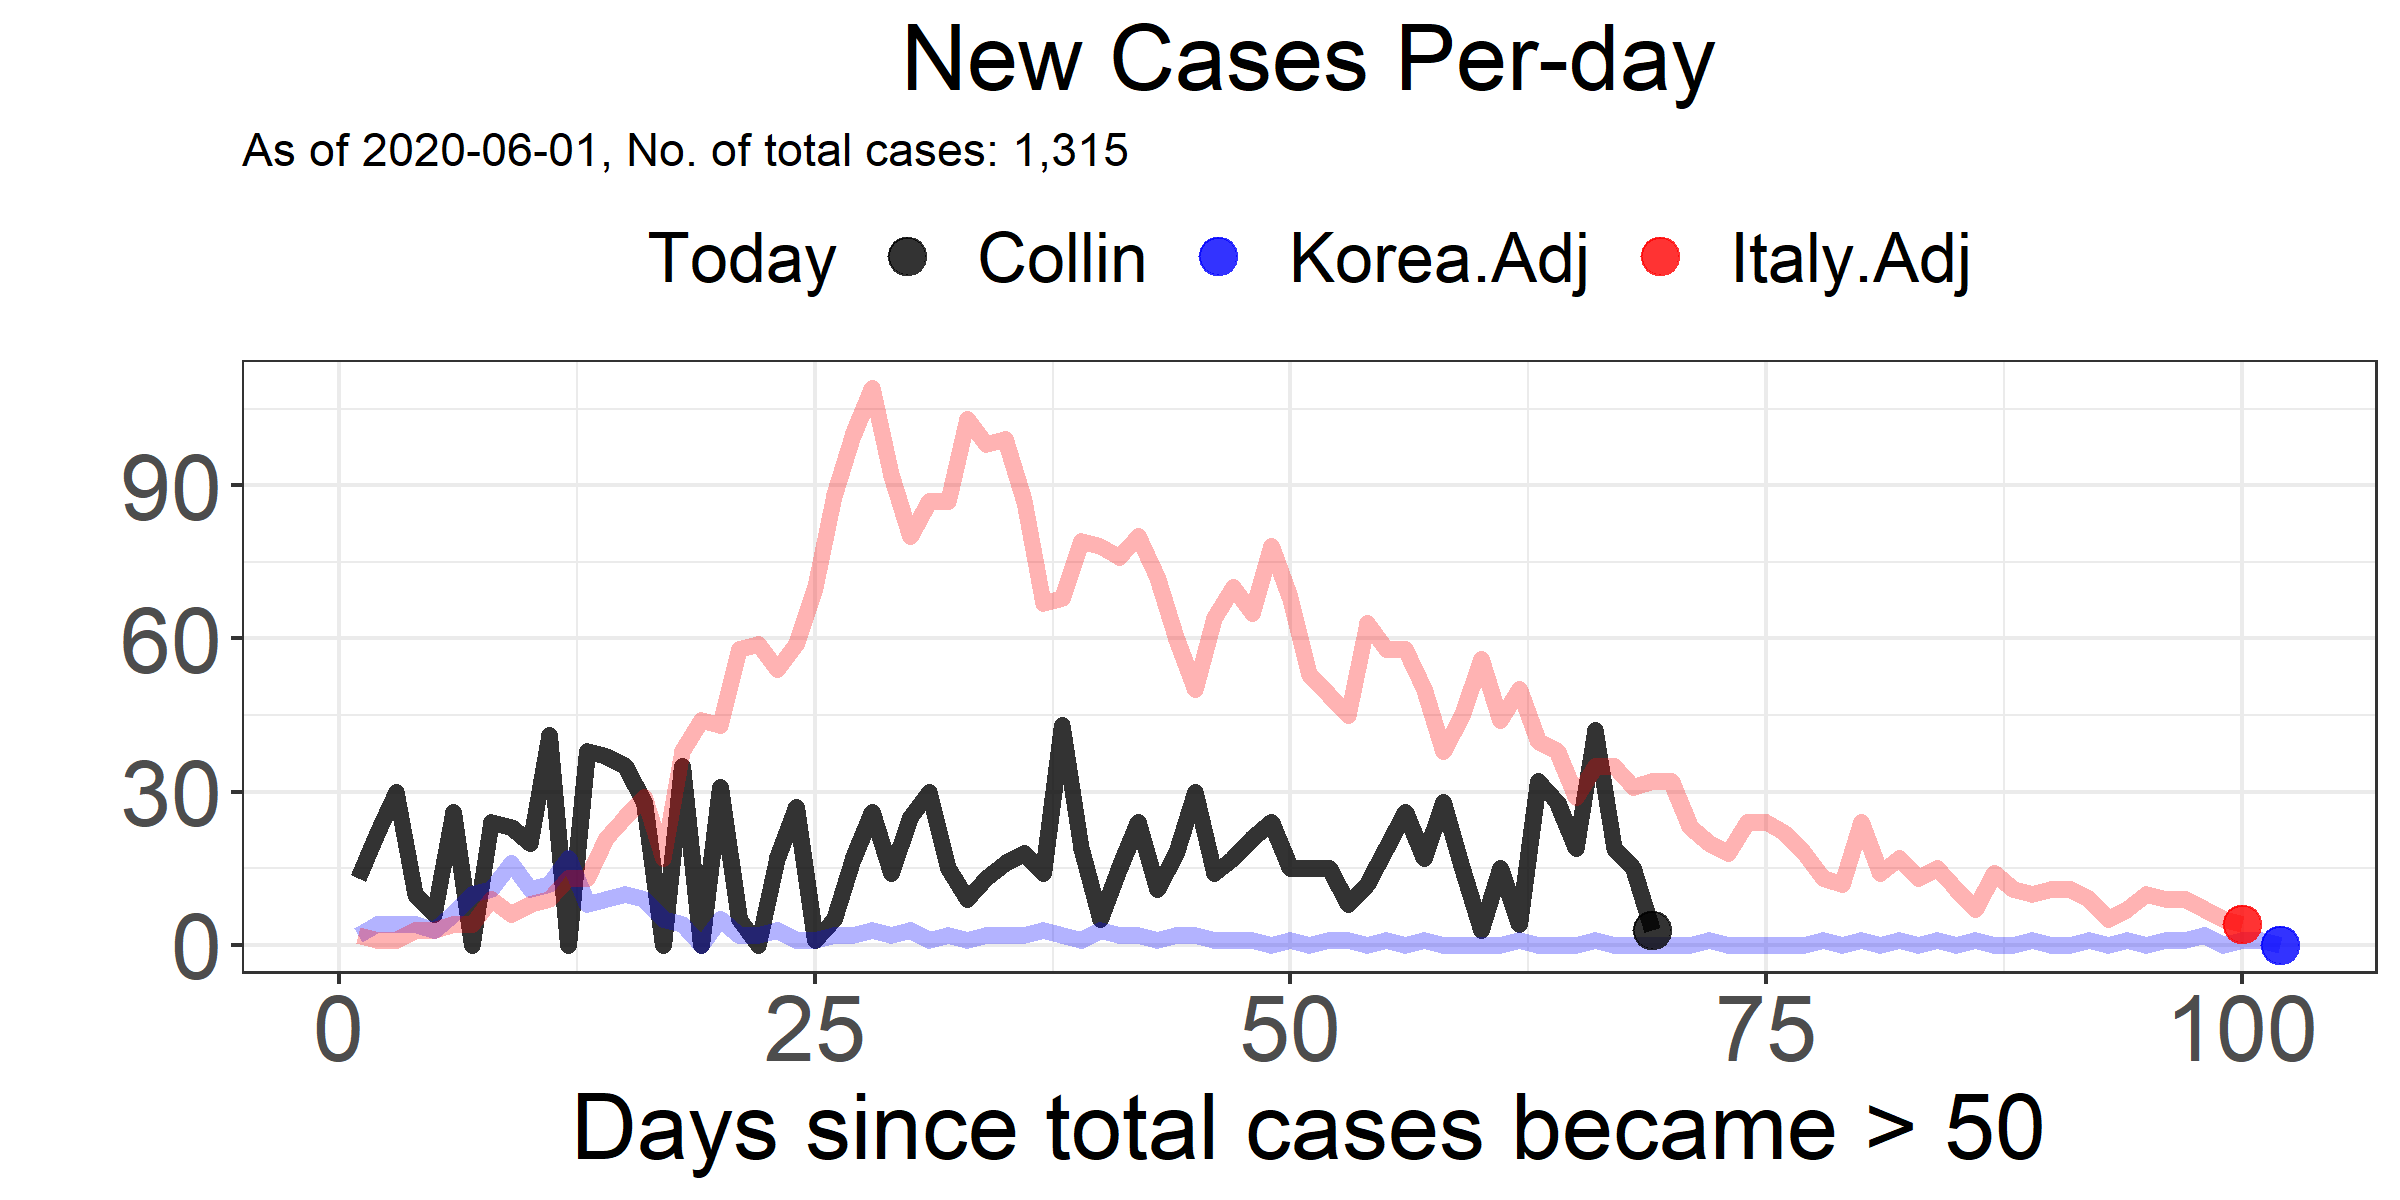 New Cases Per-day
As of 2020-06-01, No. of total cases: 1,315
Today Collin Korea.Adj Italy.Adj
90
60
30
0
0 25 50 75 100
Days since total cases became > 50